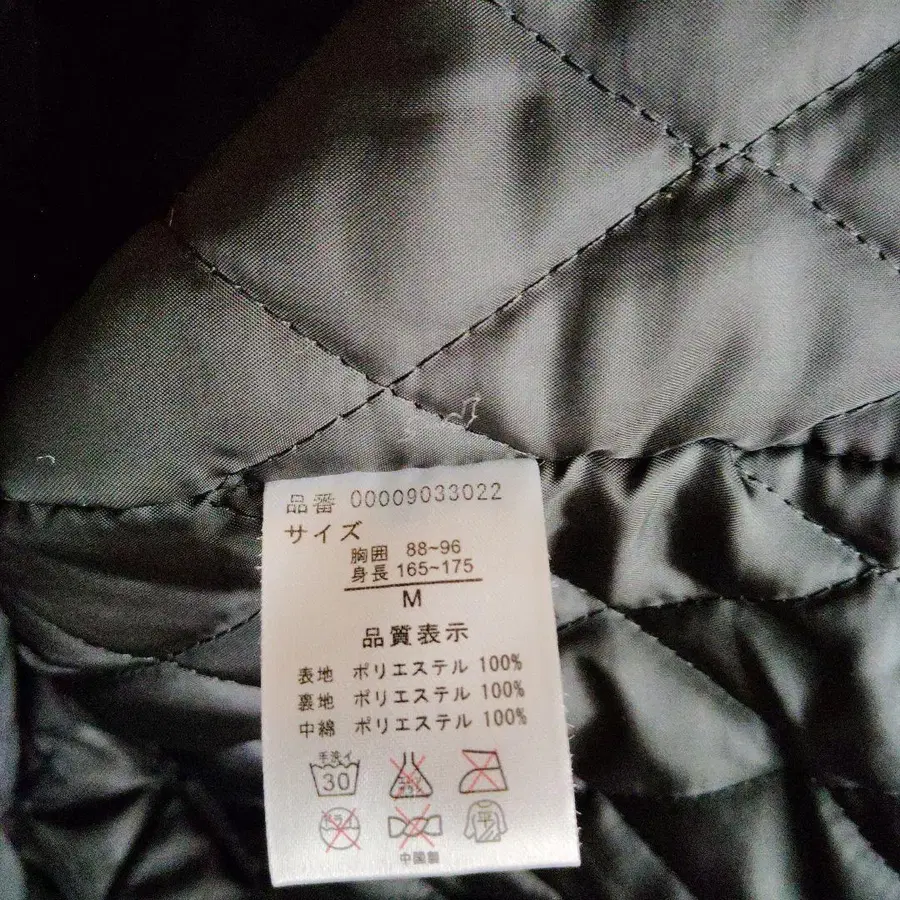 品番 00009033022
サイズ
胸囲 88~96
身長 165~175
M
品質表示
表地 ポリエステル 100%
裏地 ポリエステル 100%
中綿 ポリエステル 100%
手洗イ
30
平
中国製